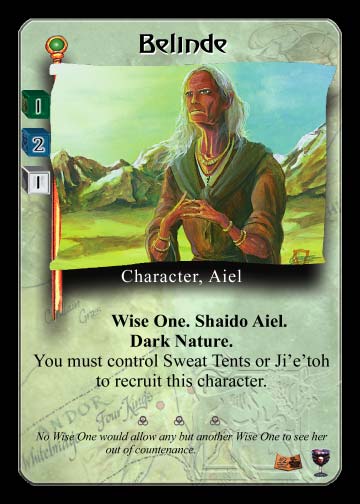 Belinde
1
2
1
Character, Aiel
Wise One. Shaido Aiel.
Dark Nature.
You must control Sweat Tents or Ji'e'toh
to recruit this character.
Four Kings
No Wise One would allow any but another Wise One to see her
out of countenance.